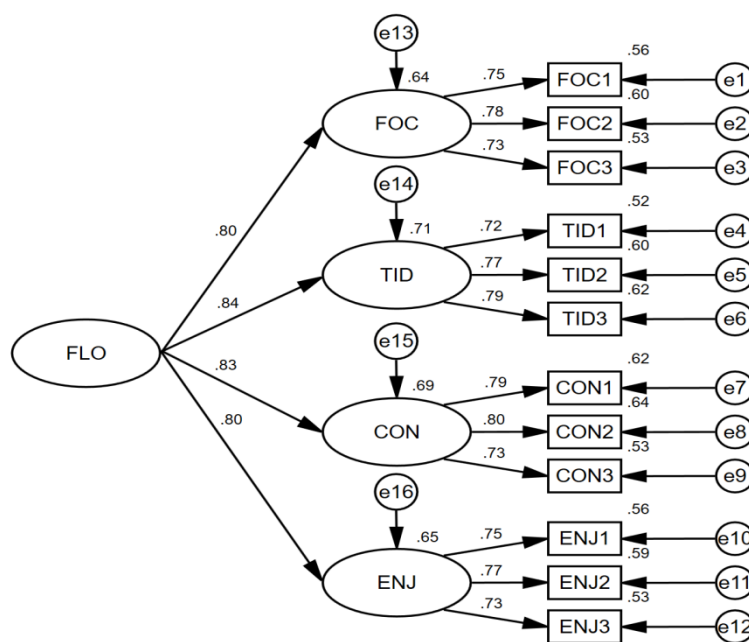 e13
.56
.64
.75
FOC1
e1
.60
FOC
.78
FOC2
e2
.53
.73
FOC3
e3
e14
.52
.80
.71
.72
TID1
e4
.60
TID
.77
TID2
e5
.62
.84
.79
TID3
e6
FLO
e15
.62
.83
.69
.79
CON1
e7
.64
CON
.80
CON2
e8
.53
.80
.73
CON3
e9
e16
.56
.65
.75
ENJ1
e10
.59
ENJ
.77
ENJ2
e11
.53
.73
ENJ3
e12